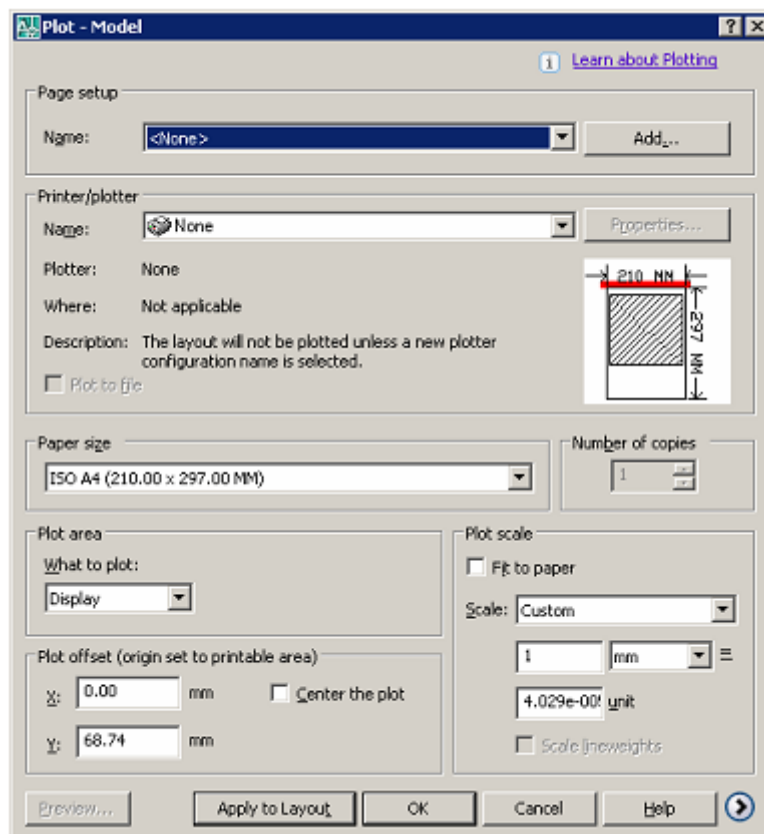 Plot - Model
Learn about Plotting
Page setup
Name: <None> Add...
Printer/plotter
Name: None Properties...
Plotter: None
Where: Not applicable
Description: The layout will not be plotted unless a new plotter
configuration name is selected.
Plot to file
210 MM
297 MM
Paper size
ISO A4 (210.00 x 297.00 MM)
Number of copies
1
Plot area
What to plot:
Display
Plot scale
Fit to paper
Scale: Custom
1 mm =
4.029e-005 unit
Scale lineweights
Plot offset (origin set to printable area)
X: 0.00 mm Center the plot
Y: 68.74 mm
Preview... Apply to Layout OK Cancel Help